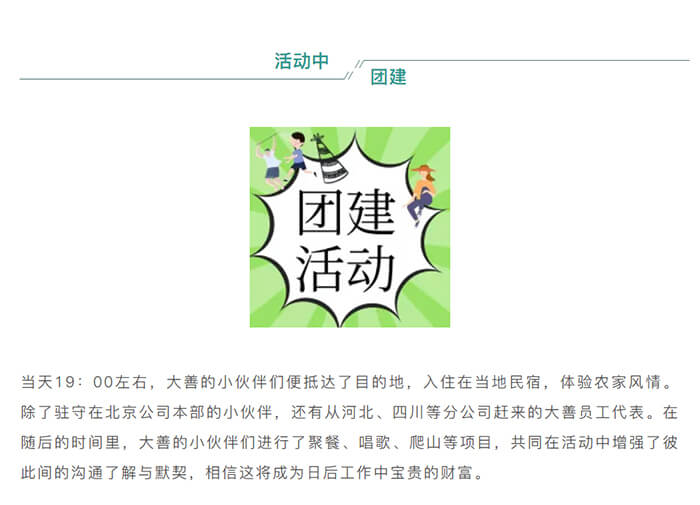 活动中
团建
团建
活动
当天19：00左右，大善的小伙伴们便抵达了目的地，入住在当地民宿，体验农家风情。
除了驻守在北京公司本部的小伙伴，还有从河北、四川等分公司赶来的大善员工代表。在
随后的时间里，大善的小伙伴们进行了聚餐、唱歌、爬山等项目，共同在活动中增强了彼
此间的沟通了解与默契，相信这将成为日后工作中宝贵的财富。